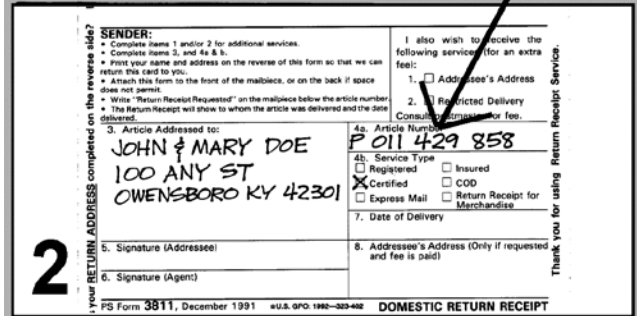 SENDER:
• Complete items 1 and/or 2 for additional services.
• Complete items 3, and 4a & b.
• Print your name and address on the reverse of this form so that we can
return this card to you.
• Attach this form to the front of the mailpiece, or on the back if space
does not permit.
• Write "Return Receipt Requested" on the mailpiece below the article number.
• The Return Receipt will show to whom the article was delivered and the date
delivered.
I also wish to receive the
following services (for an extra
fee):
1. Addressee's Address
2. Restricted Delivery
Consult postmaster for fee.
3. Article Addressed to:
JOHN & MARY DOE
100 ANY ST
OWENSBORO KY 42301
4a. Article Number
P 011 429 858
4b. Service Type
Registered Insured
Certified COD
Express Mail Return Receipt for
Merchandise
7. Date of Delivery
5. Signature (Addressee)
8. Addressee's Address (Only if requested
and fee is paid)
6. Signature (Agent)
PS Form 3811, December 1991 ☆U.S. GPO: 1992—323-402 DOMESTIC RETURN RECEIPT
2
your RETURN ADDRESS completed on the reverse side?
Thank you for using Return Receipt Service.